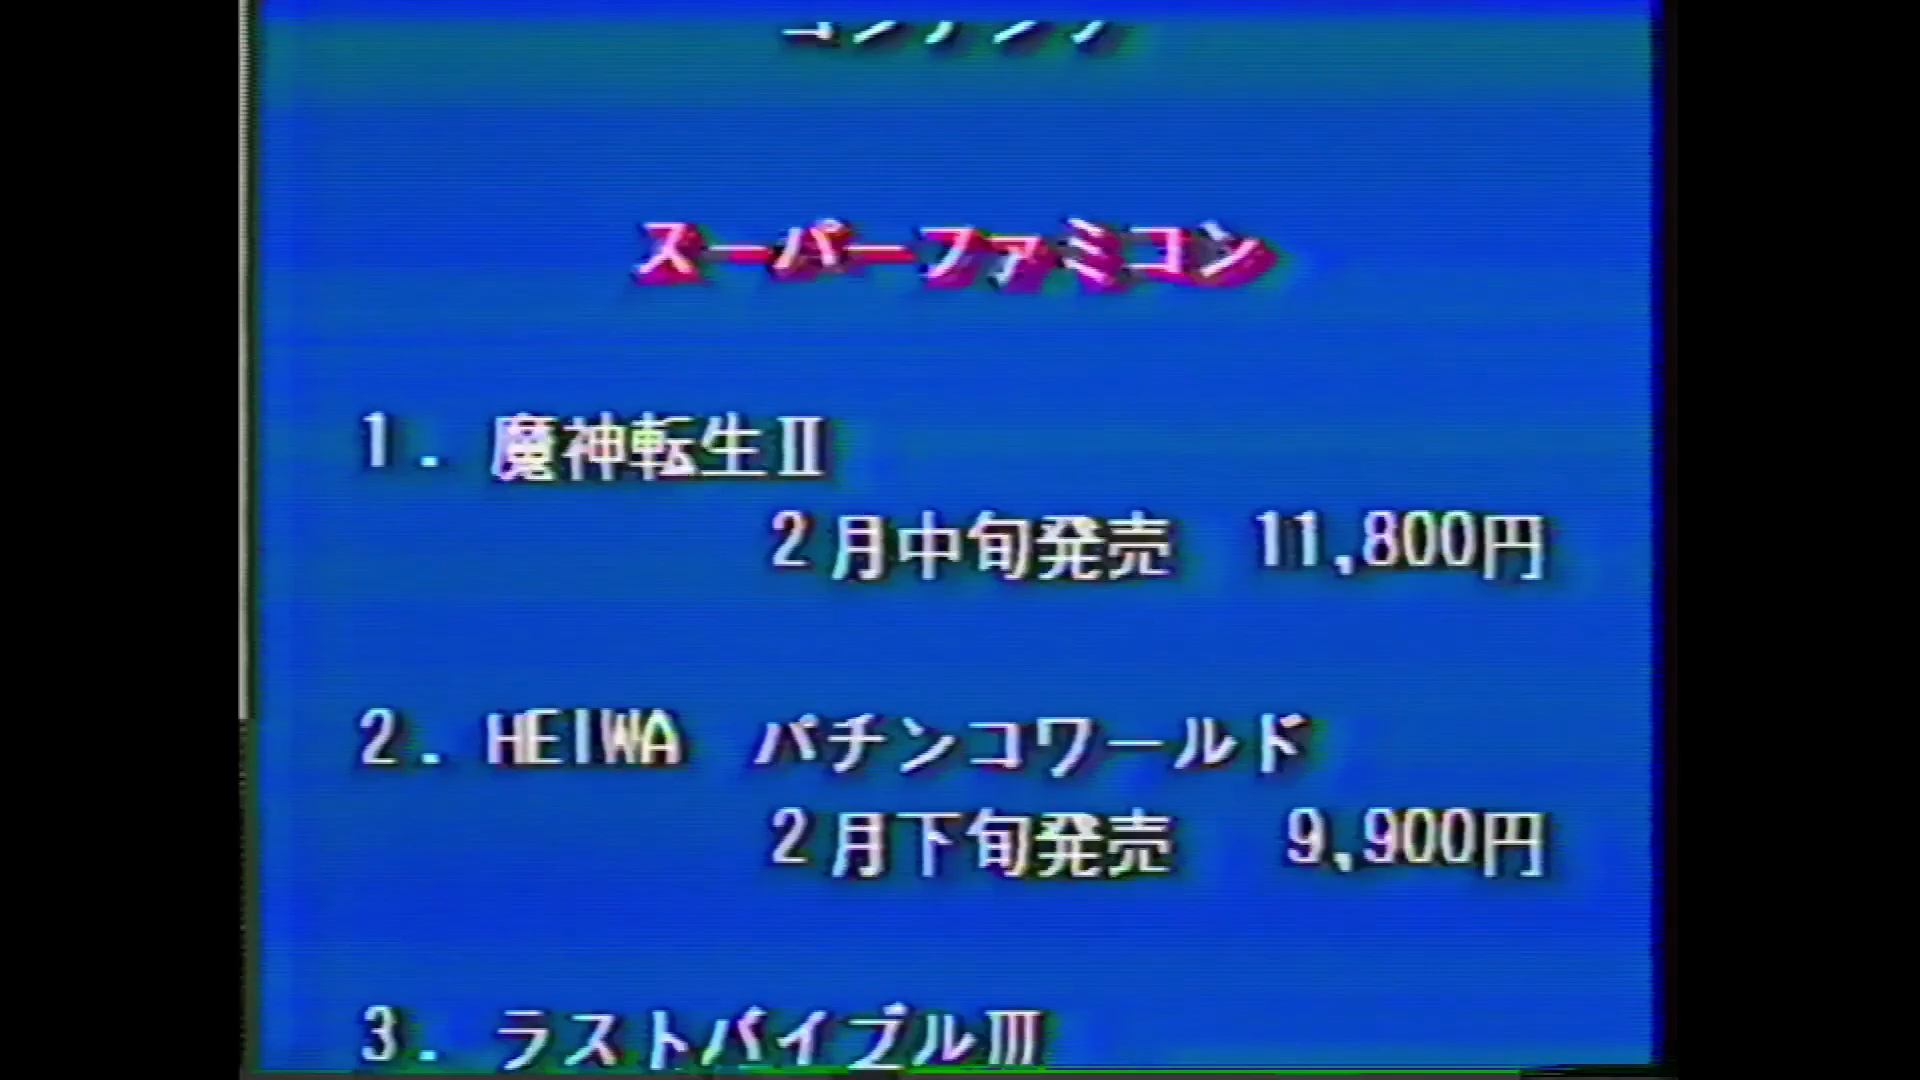 スーパーファミコン
1. 魔神転生Ⅱ
2月中旬発売 11,800円
2. HEIWA パチンコワールド
2月下旬発売 9,900円
3. ラストバイブルⅢ